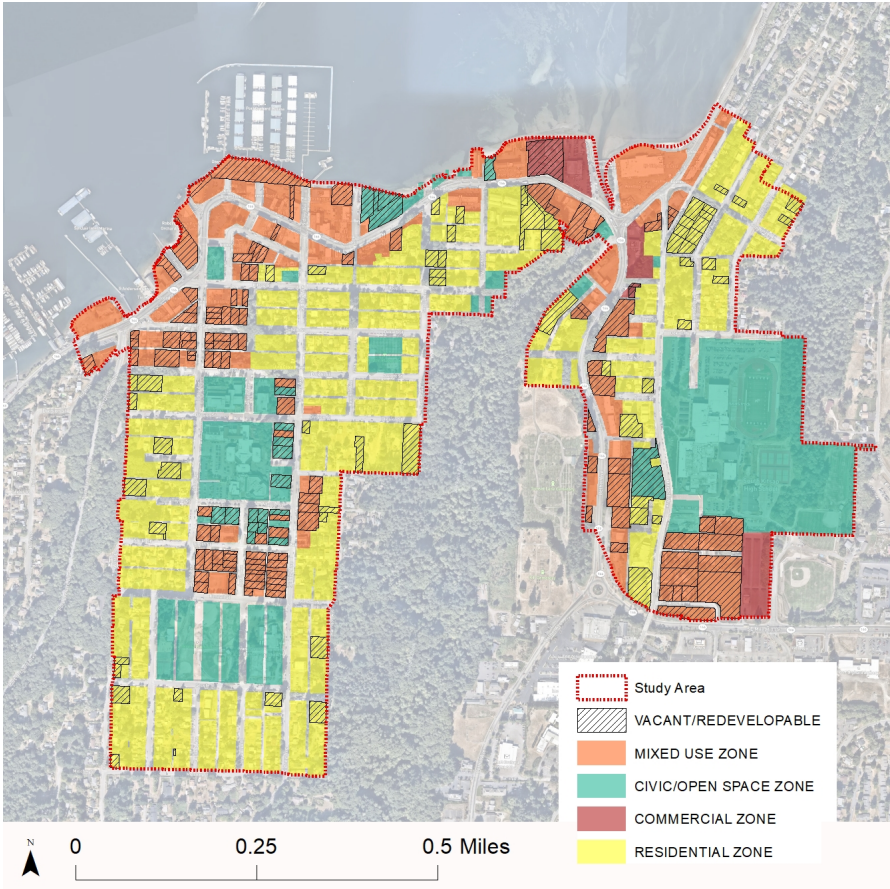 Study Area
VACANT/REDEVELOPABLE
MIXED USE ZONE
CIVIC/OPEN SPACE ZONE
COMMERCIAL ZONE
RESIDENTIAL ZONE
N
0 0.25 0.5 Miles